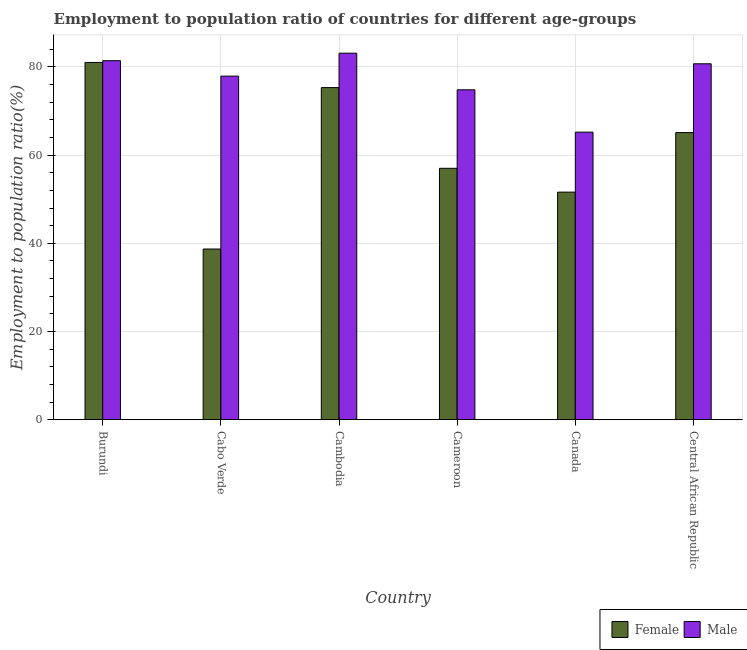 Employment to population ratio of countries for different age-groups
Employment to population ratio(%)
80
60
40
20
0
Burundi
Cabo Verde
Cambodia
Cameroon
Canada
Central African Republic
Country
Female
Male